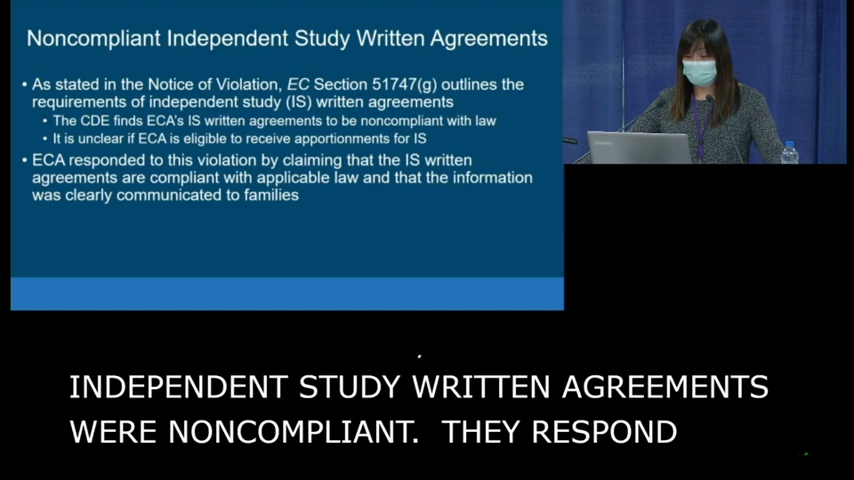 Noncompliant Independent Study Written Agreements
• As stated in the Notice of Violation, EC Section 51747(g) outlines the
requirements of independent study (IS) written agreements
• The CDE finds ECA's IS written agreements to be noncompliant with law
• It is unclear if ECA is eligible to receive apportionments for IS
• ECA responded to this violation by claiming that the IS written
agreements are compliant with applicable law and that the information
was clearly communicated to families
INDEPENDENT STUDY WRITTEN AGREEMENTS
WERE NONCOMPLIANT.  THEY RESPOND